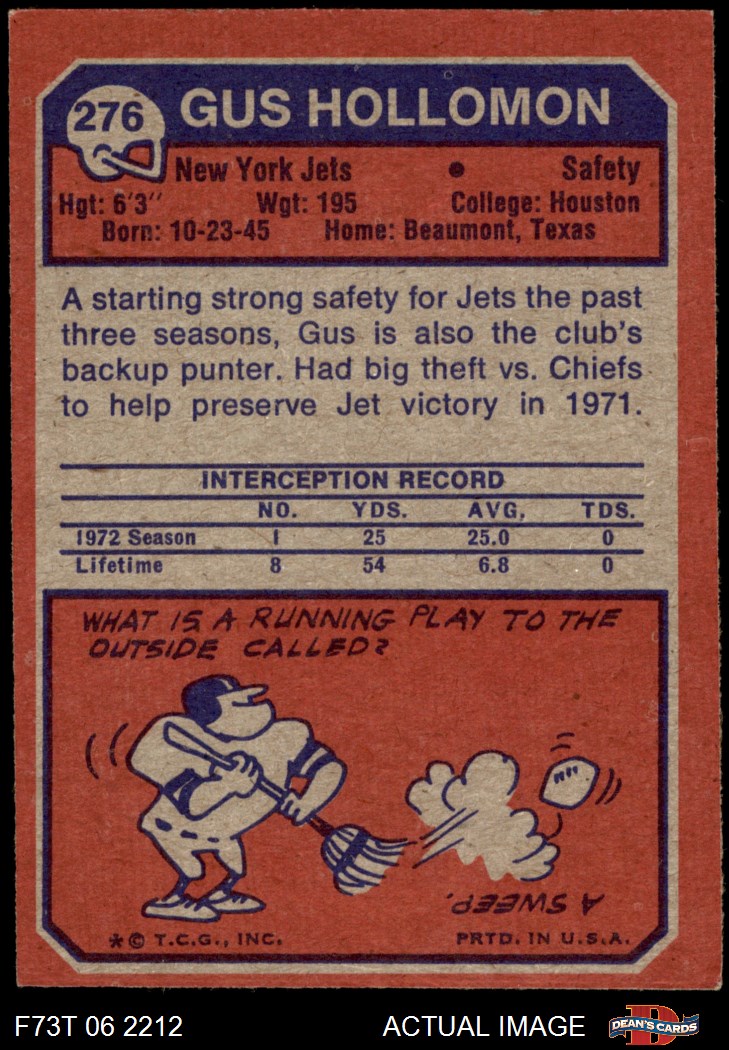 276 GUS HOLLOMON
New York Jets • Safety
Hgt: 6'3" Wgt: 195 College: Houston
Born: 10-23-45 Home: Beaumont, Texas
A starting strong safety for Jets the past
three seasons, Gus is also the club's
backup punter. Had big theft vs. Chiefs
to help preserve Jet victory in 1971.
INTERCEPTION RECORD
NO. YDS. AVG. TDS.
1972 Season 1 25 25.0 0
Lifetime 8 54 6.8 0
WHAT IS A RUNNING PLAY TO THE
OUTSIDE CALLED?
A SWEEP.
*© T.C.G., INC. PRTD. IN U.S.A.
F73T 06 2212 ACTUAL IMAGE DEAN'S CARDS